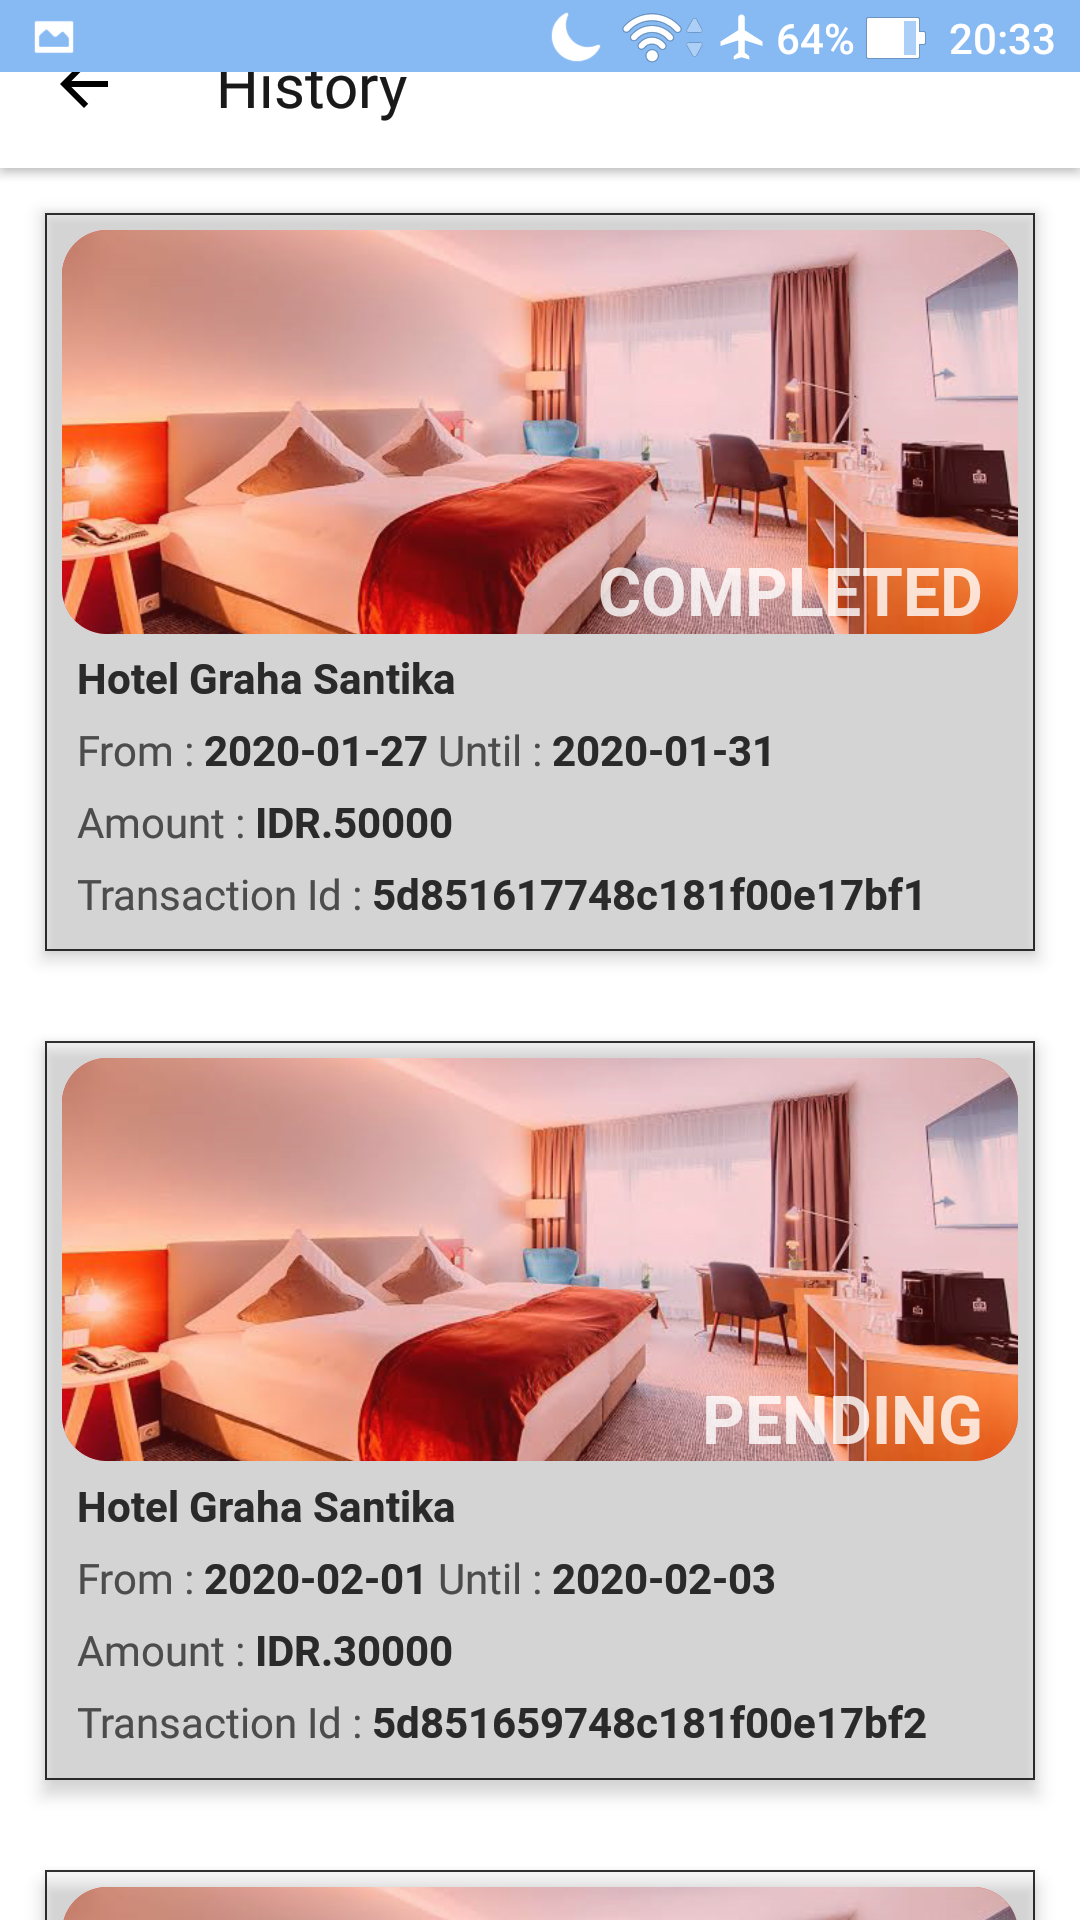 64% 20:33
History
COMPLETED
Hotel Graha Santika
From : 2020-01-27 Until : 2020-01-31
Amount : IDR.50000
Transaction Id : 5d851617748c181f00e17bf1
PENDING
Hotel Graha Santika
From : 2020-02-01 Until : 2020-02-03
Amount : IDR.30000
Transaction Id : 5d851659748c181f00e17bf2